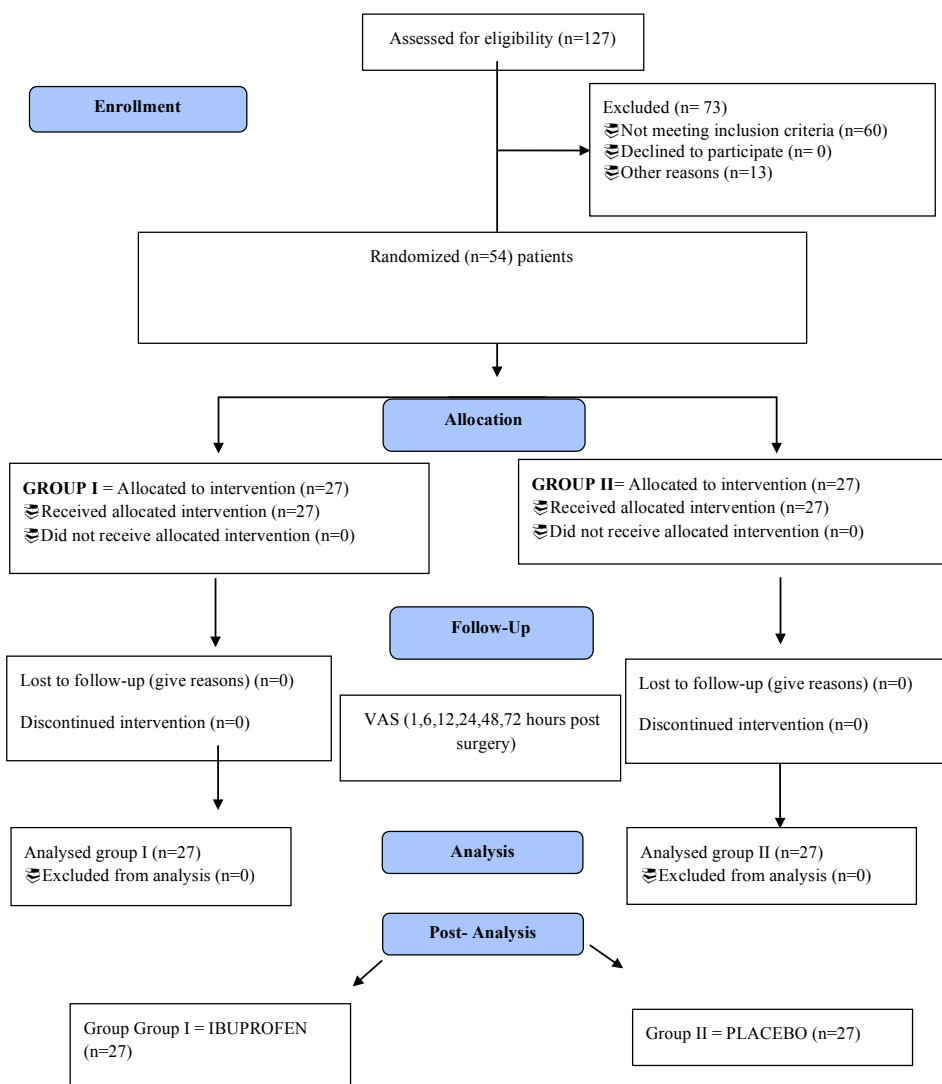 Assessed for eligibility (n=127)
Enrollment
Excluded (n= 73)
Not meeting inclusion criteria (n=60)
Declined to participate (n= 0)
Other reasons (n=13)
Randomized (n=54) patients
Allocation
GROUP I = Allocated to intervention (n=27)
Received allocated intervention (n=27)
Did not receive allocated intervention (n=0)
GROUP II= Allocated to intervention (n=27)
Received allocated intervention (n=27)
Did not receive allocated intervention (n=0)
Follow-Up
Lost to follow-up (give reasons) (n=0)
Discontinued intervention (n=0)
VAS (1,6,12,24,48,72 hours post
surgery)
Lost to follow-up (give reasons) (n=0)
Discontinued intervention (n=0)
Analysis
Analysed group I (n=27)
Excluded from analysis (n=0)
Analysed group II (n=27)
Excluded from analysis (n=0)
Post- Analysis
Group Group I = IBUPROFEN
(n=27)
Group II = PLACEBO (n=27)